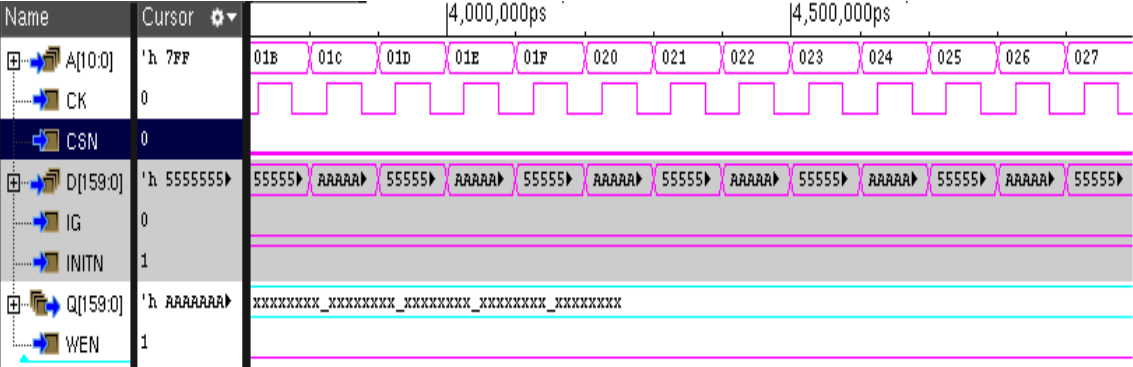 Name Cursor 4,000,000ps 4,500,000ps
A[10:0] 'h 7FF 01B 01C 01D 01E 01F 020 021 022 023 024 025 026 027
CK 0
CSN 0
D[159:0] 'h 5555555 55555 AAAAA 55555 AAAAA 55555 AAAAA 55555 AAAAA 55555 AAAAA 55555 AAAAA 55555
IG 0
INITN 1
Q[159:0] 'h AAAAAAA xxxxxxxx_xxxxxxxx_xxxxxxxx_xxxxxxxx_xxxxxxxx
WEN 1